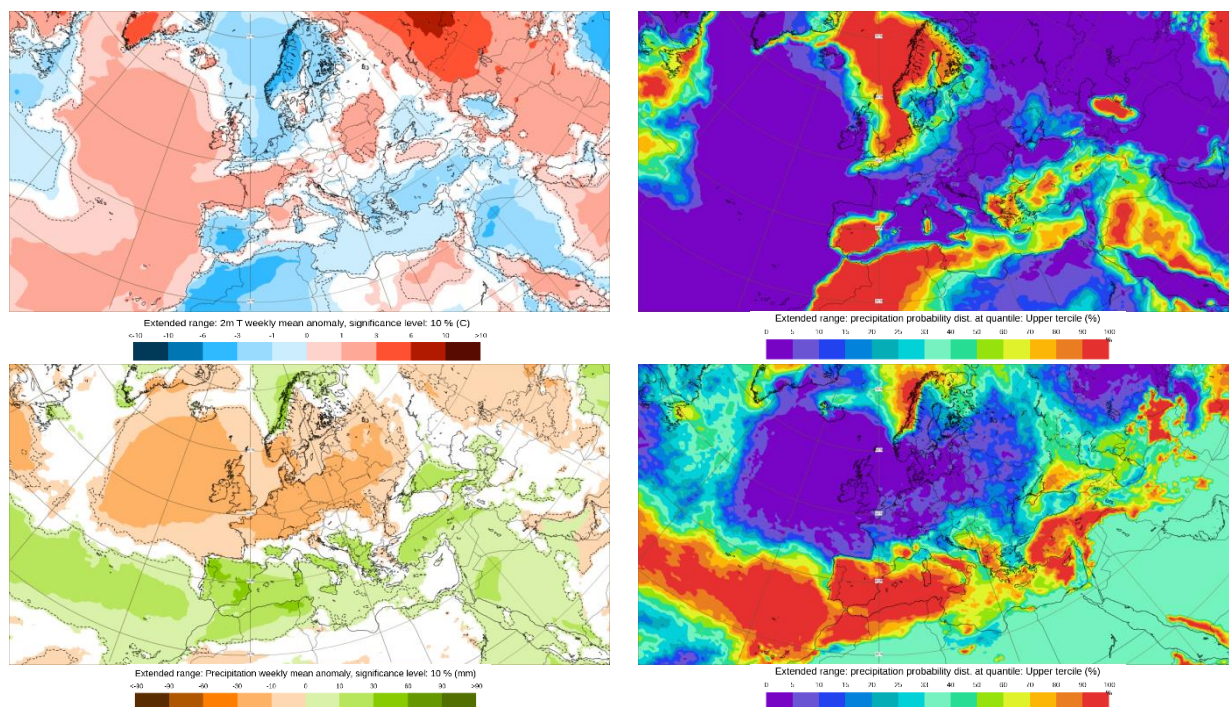 Extended range: 2m T weekly mean anomaly, significance level: 10 % (C)
<-10 -10 -6 -3 -1 0 1 3 6 10 >10
Extended range: precipitation probability dist. at quantile: Upper tercile (%)
0 5 10 15 20 25 33 40 50 60 70 80 90 100
%
Extended range: Precipitation weekly mean anomaly, significance level: 10 % (mm)
<-90 -90 -60 -30 -10 0 10 30 60 90 >90
Extended range: precipitation probability dist. at quantile: Upper tercile (%)
0 5 10 15 20 25 33 40 50 60 70 80 90 100
%